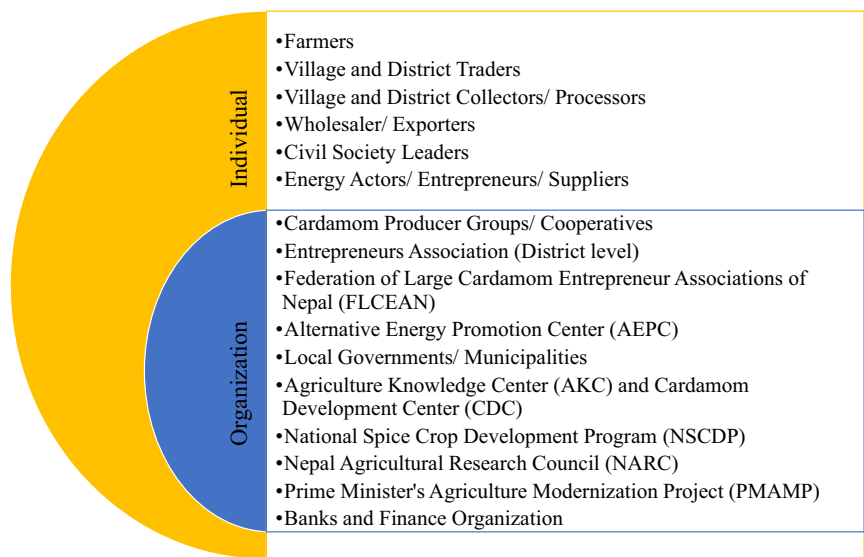 Individual
•Farmers
•Village and District Traders
•Village and District Collectors/ Processors
•Wholesaler/ Exporters
•Civil Society Leaders
•Energy Actors/ Entrepreneurs/ Suppliers
Organization
•Cardamom Producer Groups/ Cooperatives
•Entrepreneurs Association (District level)
•Federation of Large Cardamom Entrepreneur Associations of
Nepal (FLCEAN)
•Alternative Energy Promotion Center (AEPC)
•Local Governments/ Municipalities
•Agriculture Knowledge Center (AKC) and Cardamom
Development Center (CDC)
•National Spice Crop Development Program (NSCDP)
•Nepal Agricultural Research Council (NARC)
•Prime Minister's Agriculture Modernization Project (PMAMP)
•Banks and Finance Organization